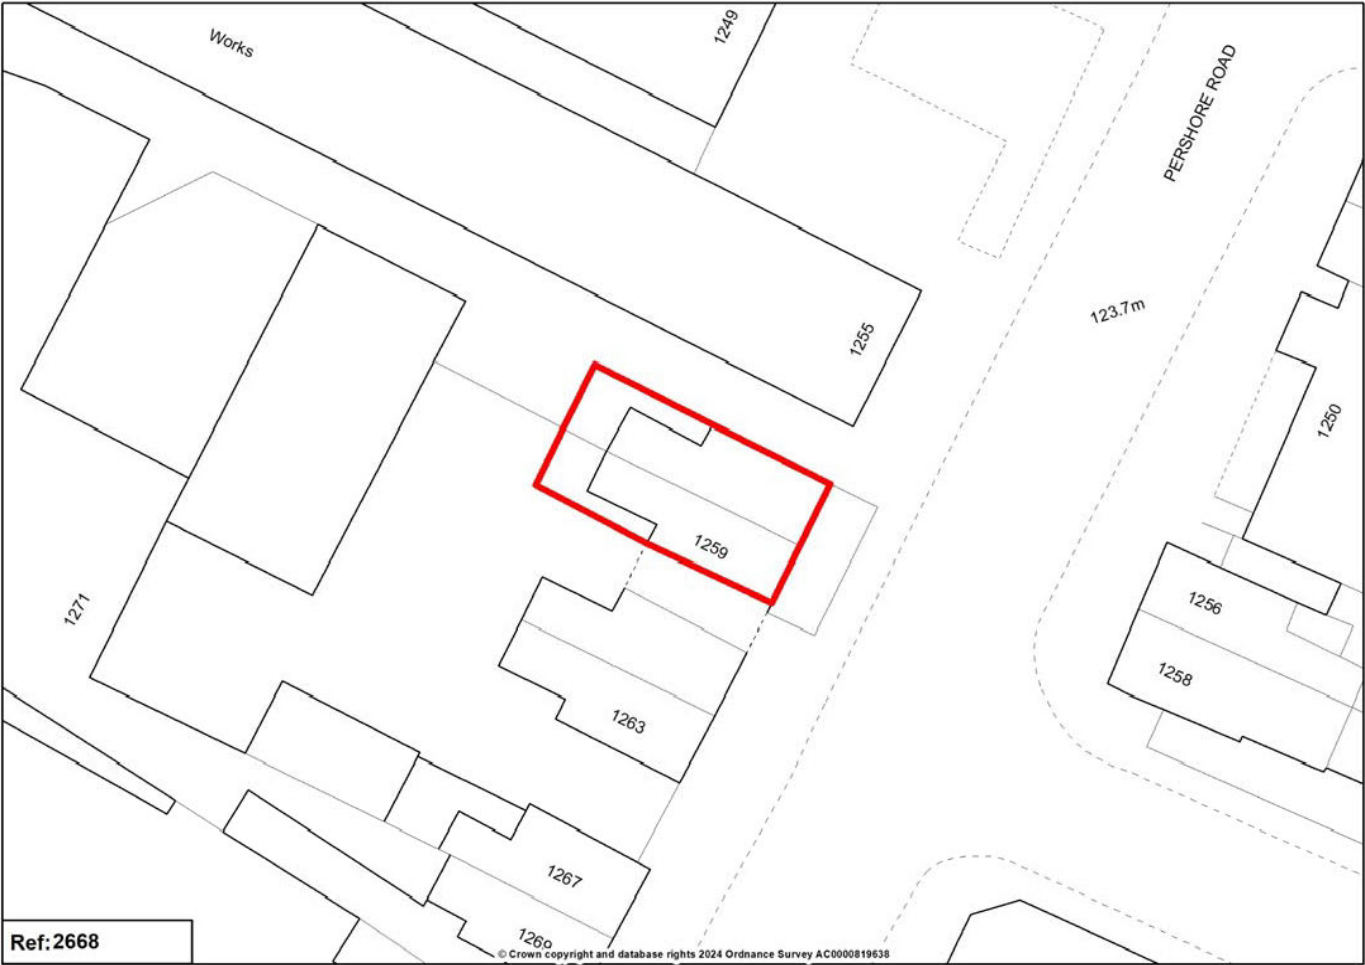 Works
1249
PERSHORE ROAD
123.7m
1255
1250
1259
1256
1271
1258
1263
1267
1269
Ref:2668
© Crown copyright and database rights 2024 Ordnance Survey AC0000819638